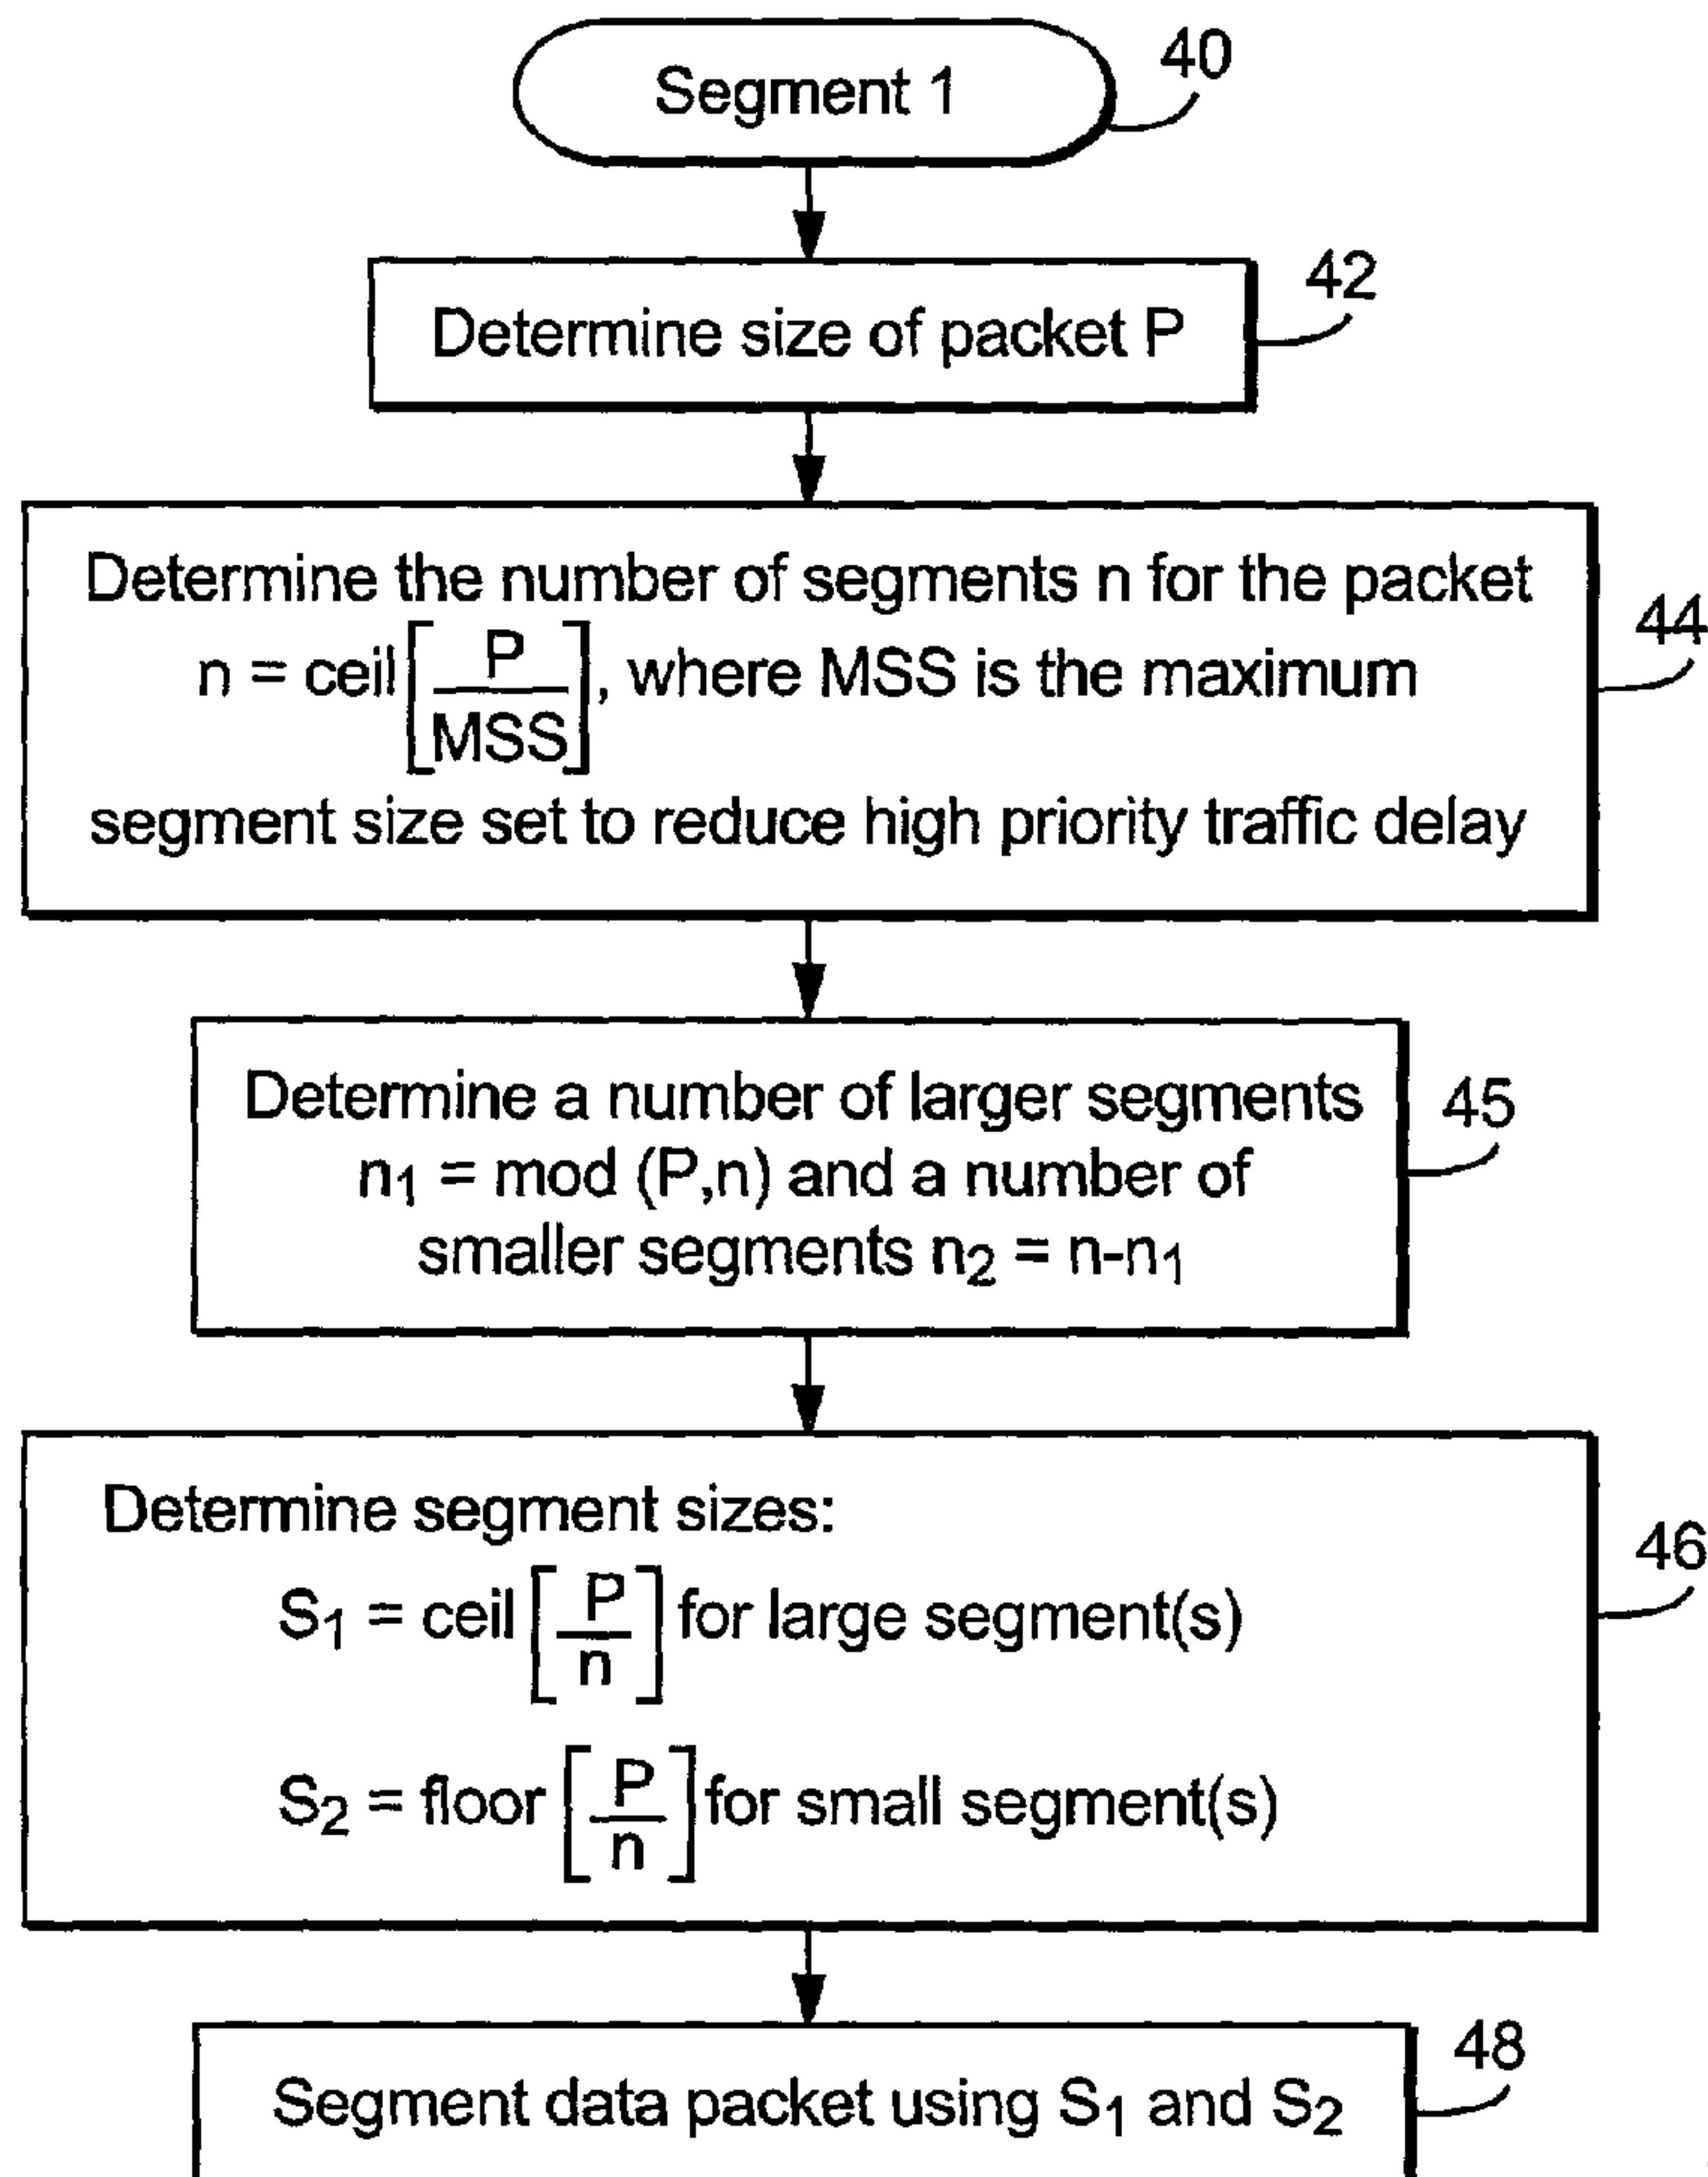 Segment 1
40
Determine size of packet P
42
Determine the number of segments n for the packet
n = ceil[P/MSS], where MSS is the maximum
segment size set to reduce high priority traffic delay
44
Determine a number of larger segments
n₁ = mod (P,n) and a number of
smaller segments n₂ = n-n₁
45
Determine segment sizes:
S₁ = ceil[P/n] for large segment(s)
S₂ = floor[P/n] for small segment(s)
46
Segment data packet using S₁ and S₂
48